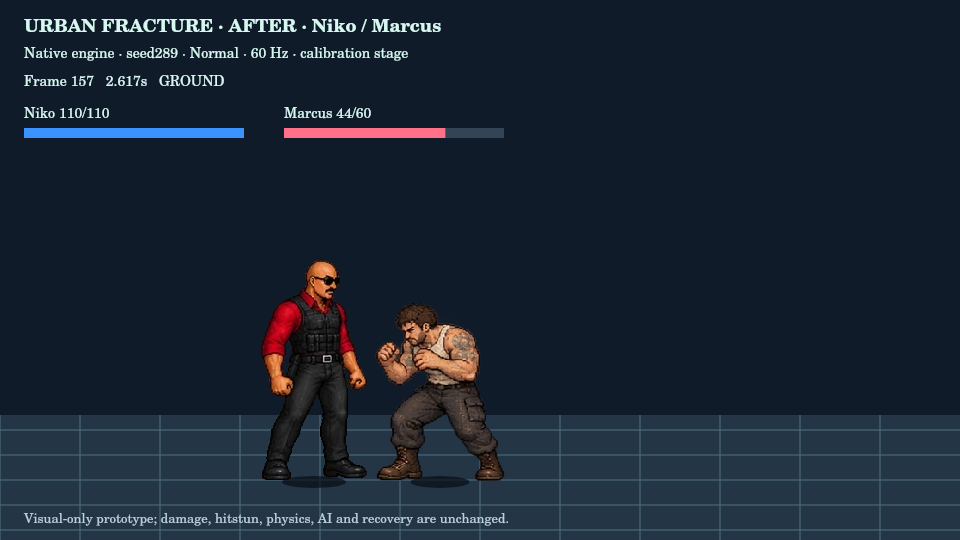 URBAN FRACTURE · AFTER · Niko / Marcus
Native engine · seed289 · Normal · 60 Hz · calibration stage
Frame 157 2.617s GROUND
Niko 110/110 Marcus 44/60
Visual-only prototype; damage, hitstun, physics, AI and recovery are unchanged.